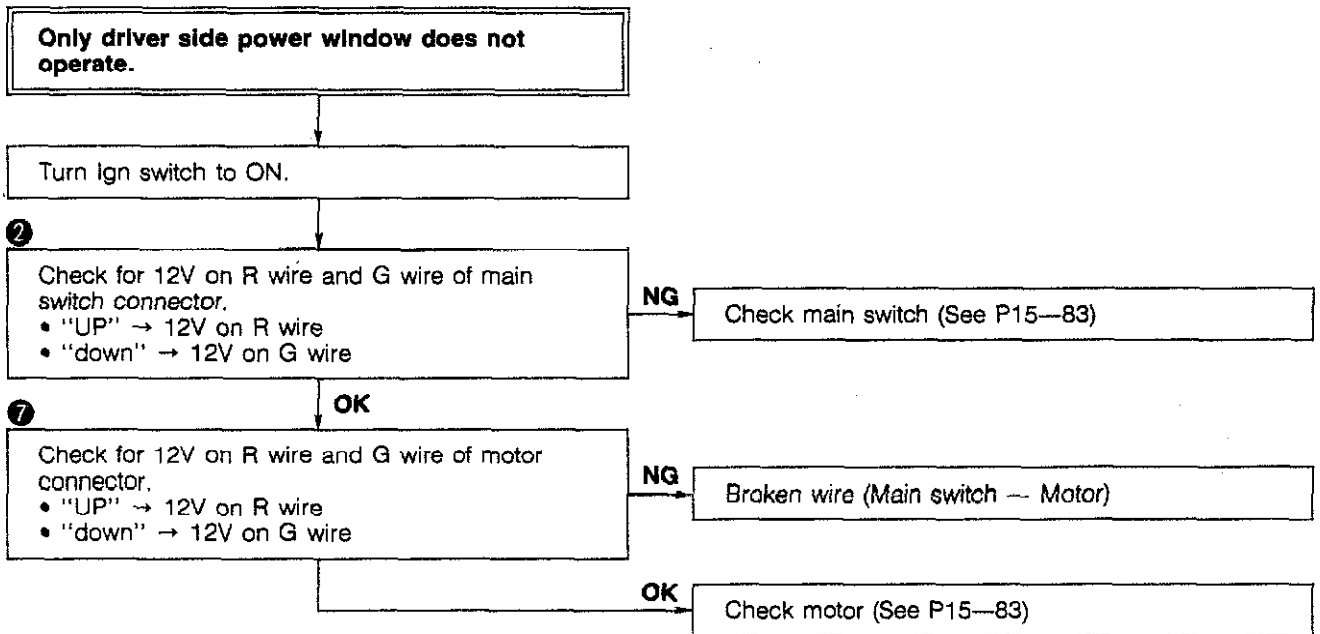 Only driver side power window does not
operate.
Turn Ign switch to ON.
2
Check for 12V on R wire and G wire of main
switch connector.
• "UP" → 12V on R wire
• "down" → 12V on G wire
NG
Check main switch (See P15—83)
OK
7
Check for 12V on R wire and G wire of motor
connector.
• "UP" → 12V on R wire
• "down" → 12V on G wire
NG
Broken wire (Main switch — Motor)
OK
Check motor (See P15—83)